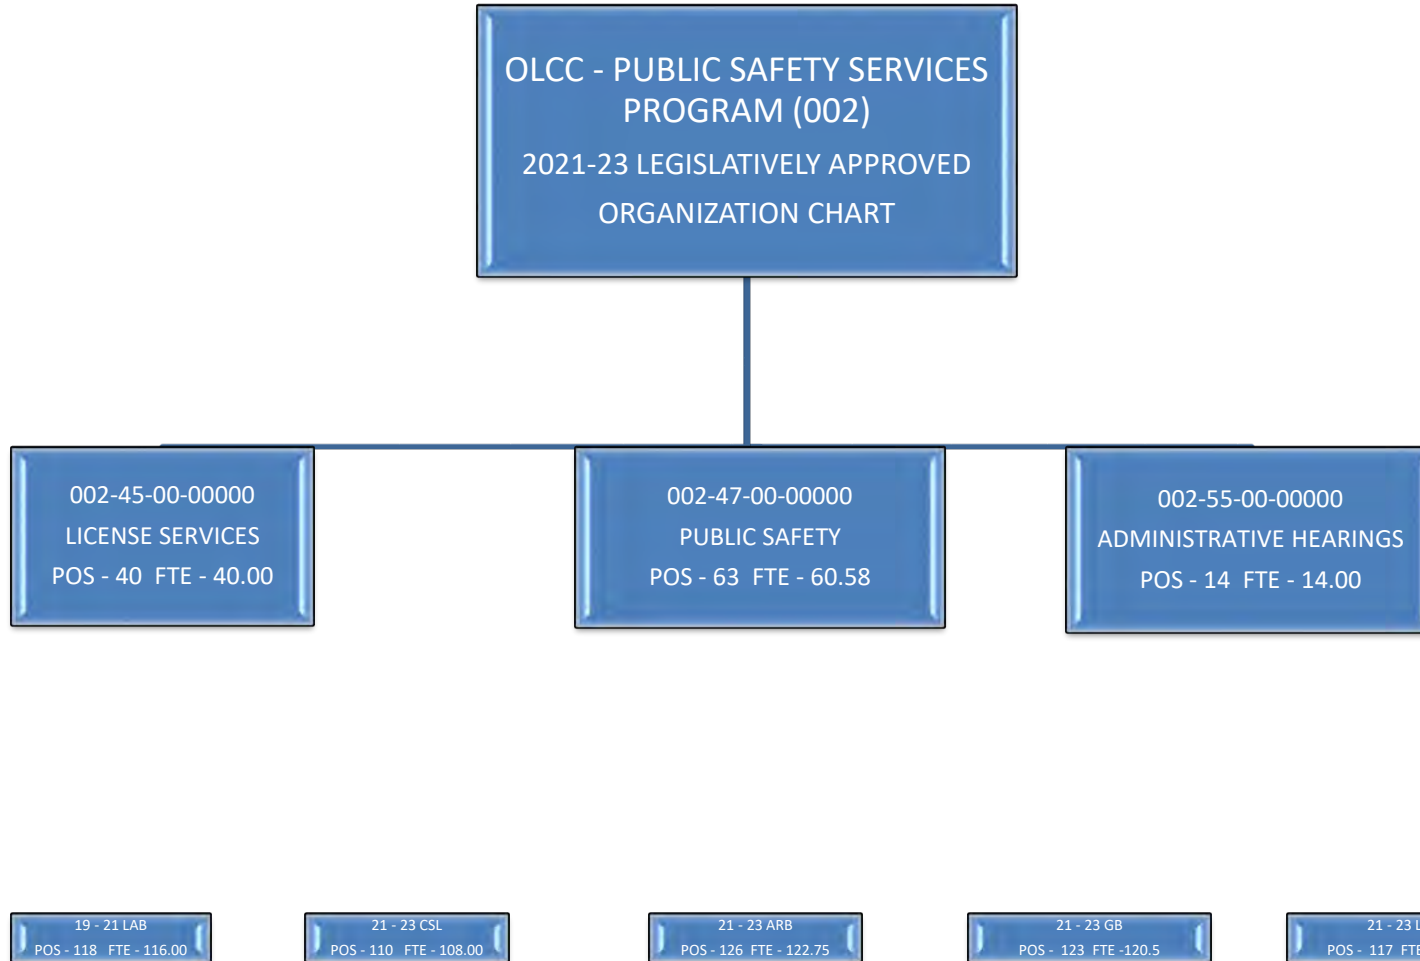 OLCC - PUBLIC SAFETY SERVICES
PROGRAM (002)
2021-23 LEGISLATIVELY APPROVED
ORGANIZATION CHART
002-45-00-00000
LICENSE SERVICES
POS - 40 FTE - 40.00
002-47-00-00000
PUBLIC SAFETY
POS - 63 FTE - 60.58
002-55-00-00000
ADMINISTRATIVE HEARINGS
POS - 14 FTE - 14.00
19 - 21 LAB
POS - 118 FTE - 116.00
21 - 23 CSL
POS - 110 FTE - 108.00
21 - 23 ARB
POS - 126 FTE - 122.75
21 - 23 GB
POS - 123 FTE -120.5
21 - 23
POS - 117